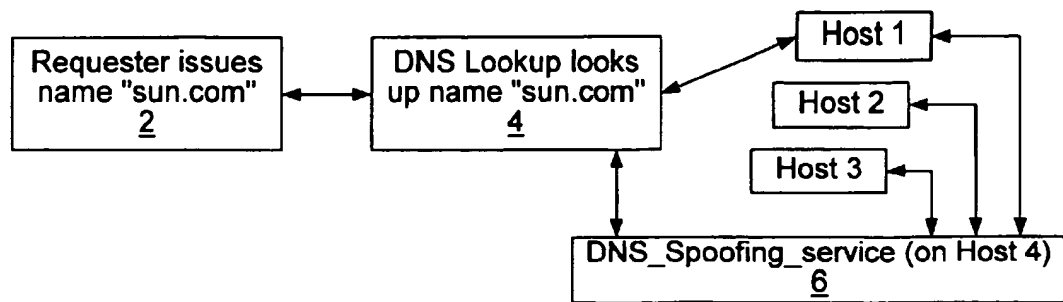 Requester issues
name "sun.com"
2
DNS Lookup looks
up name "sun.com"
4
Host 1
Host 2
Host 3
DNS_Spoofing_service (on Host 4)
6